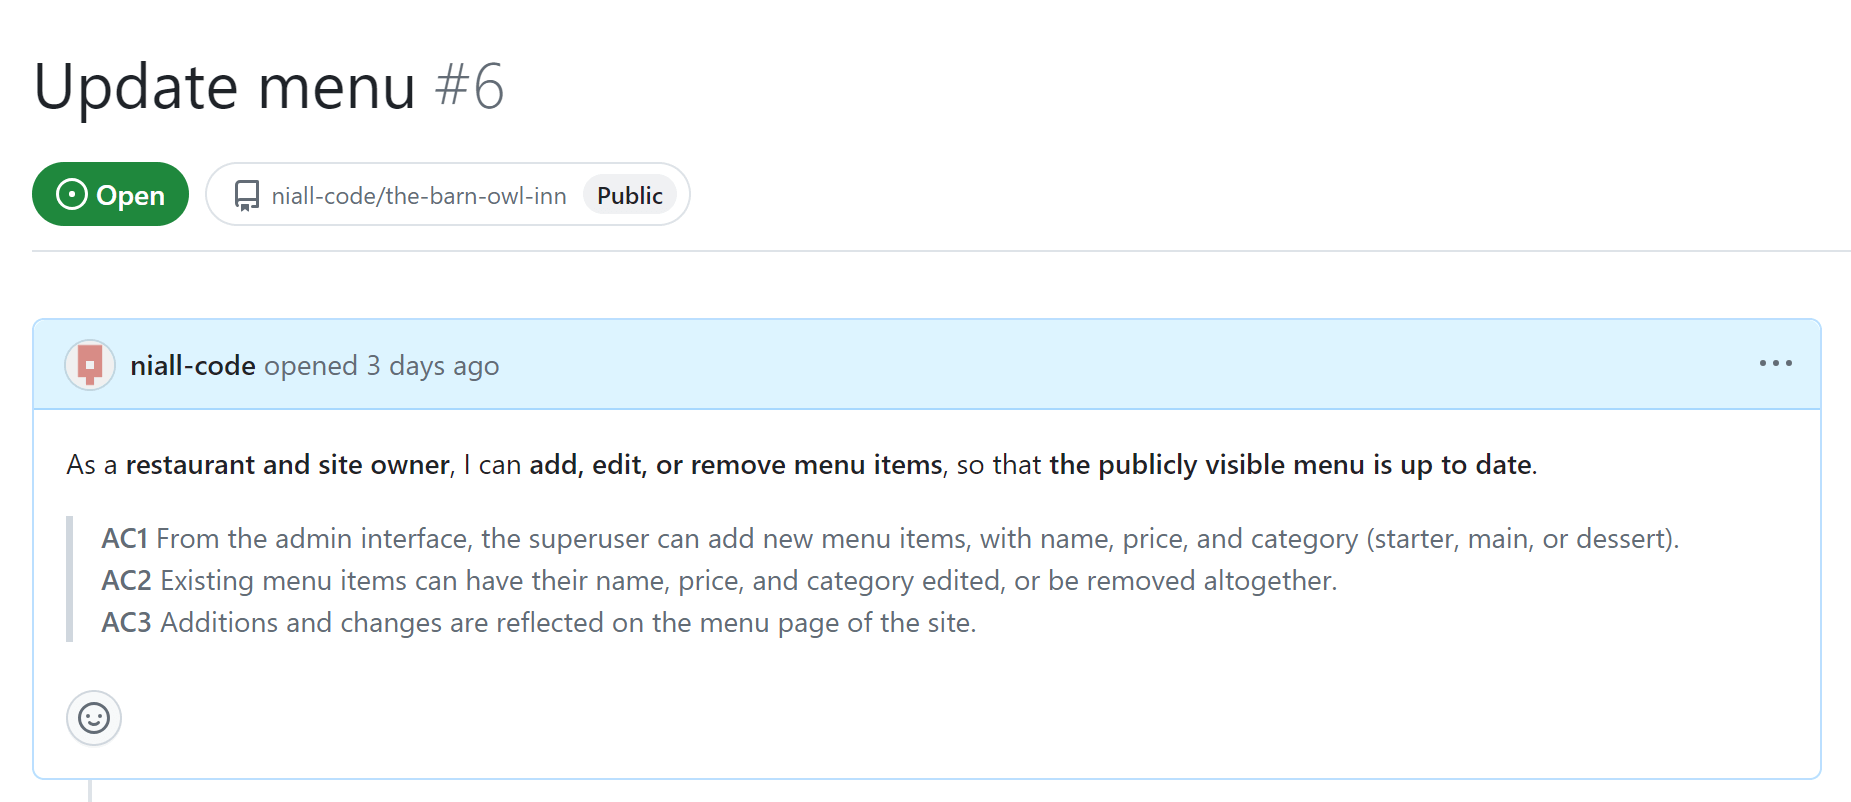 Update menu #6
Open
niall-code/the-barn-owl-inn Public
niall-code opened 3 days ago
As a restaurant and site owner, I can add, edit, or remove menu items, so that the publicly visible menu is up to date.
AC1 From the admin interface, the superuser can add new menu items, with name, price, and category (starter, main, or dessert).
AC2 Existing menu items can have their name, price, and category edited, or be removed altogether.
AC3 Additions and changes are reflected on the menu page of the site.